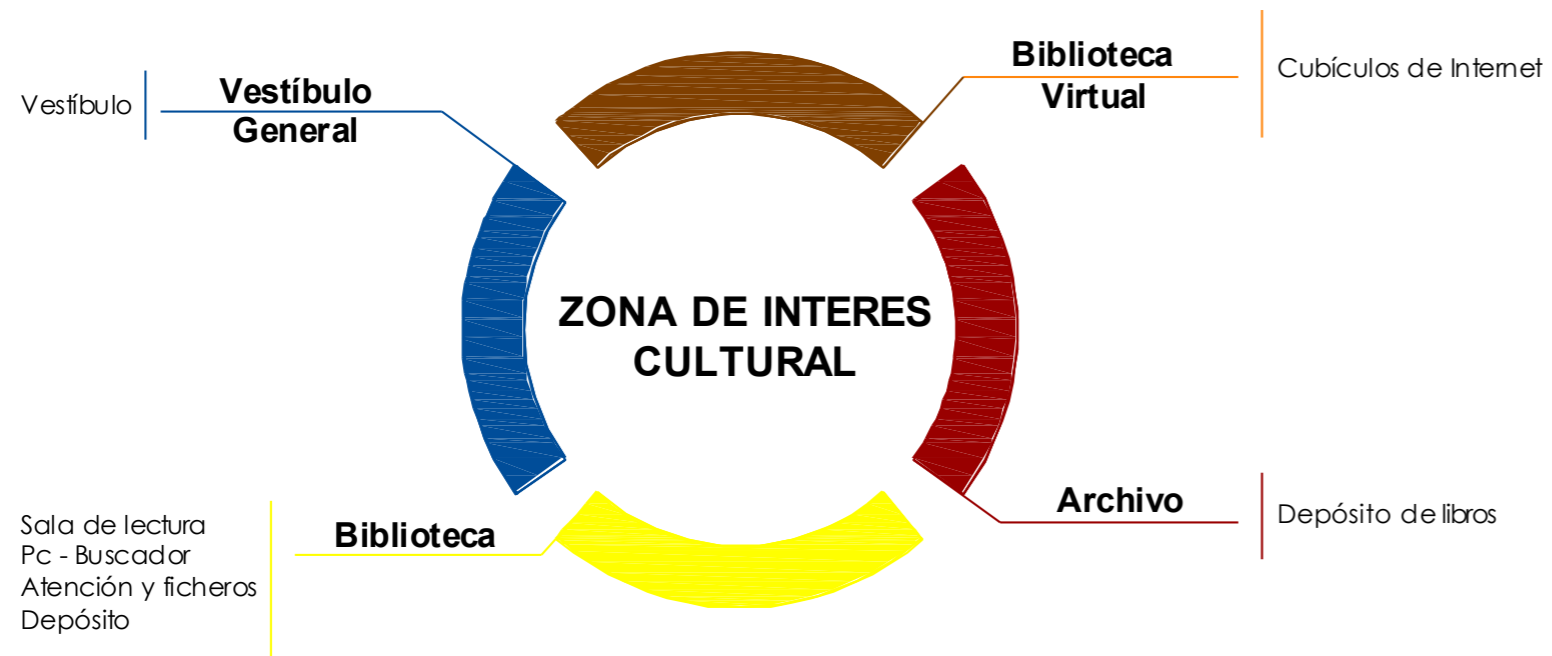 Vestíbulo
Vestíbulo
General
Biblioteca
Virtual
Cubículos de Internet
ZONA DE INTERES
CULTURAL
Sala de lectura
Pc - Buscador
Atención y ficheros
Depósito
Biblioteca
Archivo
Depósito de libros